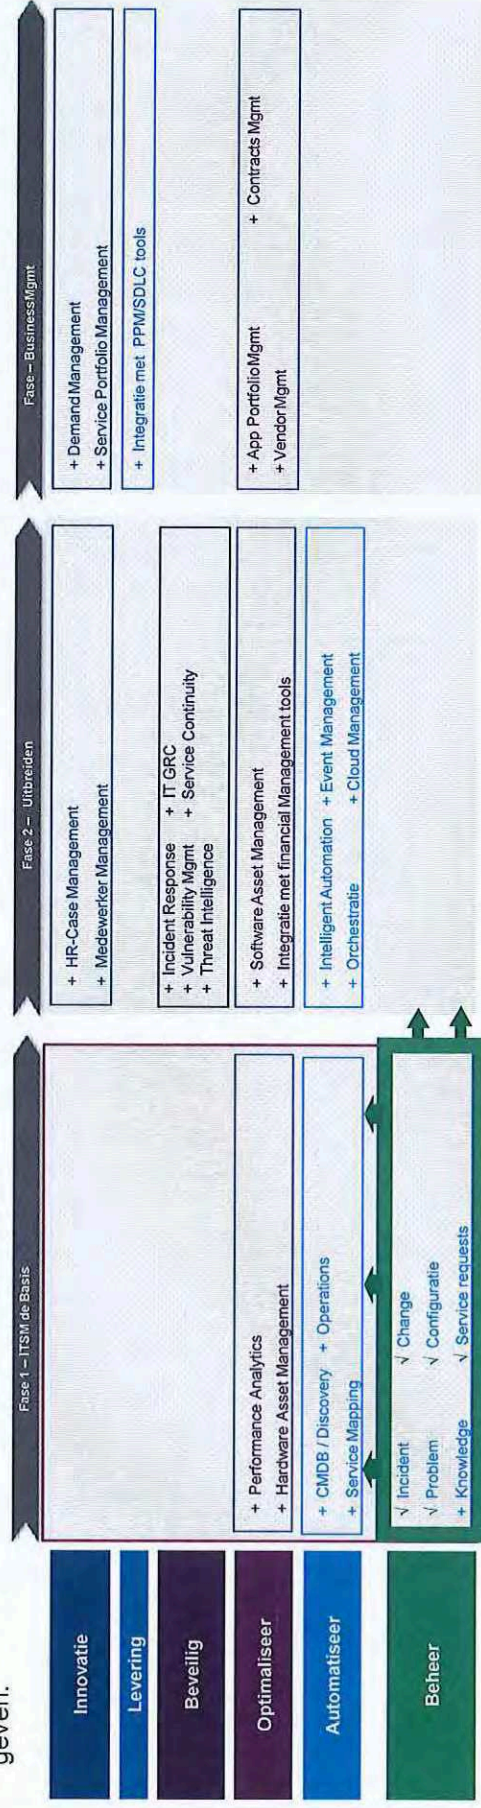 geven.
Fase 1 – ITSM de Basis
Fase 2 – Uitbreiden
Fase – BusinessMgmt
Innovatie
+ HR-Case Management
+ Medewerker Management
+ Demand Management
+ Service Portfolio Management
Levering
+ Integratie met PPM/SDLC tools
Beveilig
+ Incident Response + IT GRC
+ Vulnerability Mgmt + Service Continuity
+ Threat Intelligence
Optimaliseer
+ Performance Analytics
+ Hardware Asset Management
+ Software Asset Management
+ Integratie met financial Management tools
+ App Portfolio Mgmt + Contracts Mgmt
+ Vendor Mgmt
Automatiseer
+ CMDB / Discovery + Operations
+ Service Mapping
+ Intelligent Automation + Event Management
+ Orchestratie + Cloud Management
Beheer
√ Incident √ Change
√ Problem √ Configuratie
+ Knowledge √ Service requests